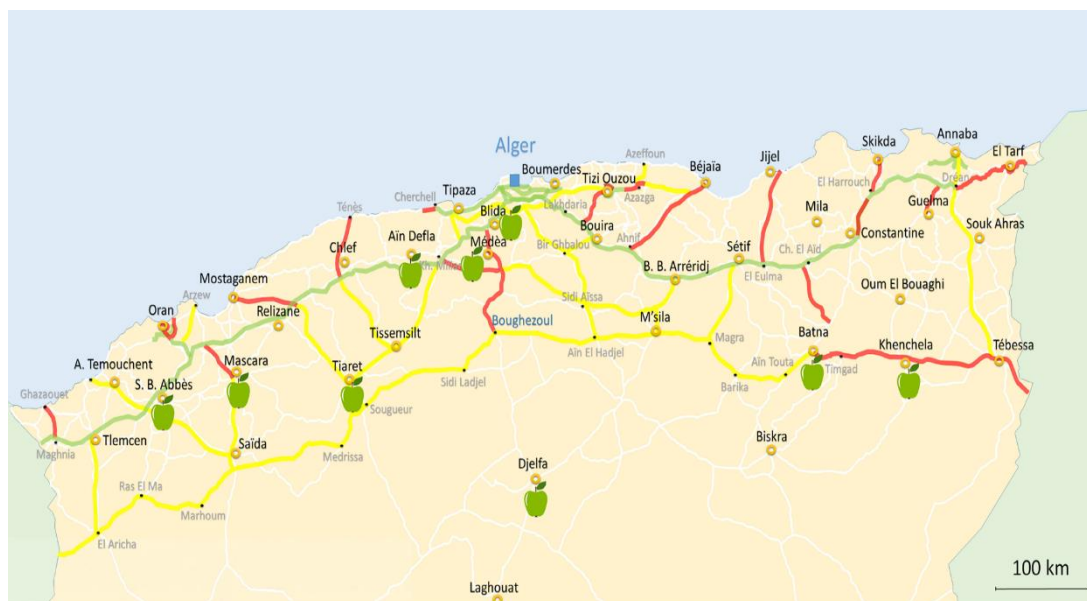 Alger
Boumerdes
Azeffoun
Tizi Ouzou
Béjaïa
Jijel
Skikda
Annaba
El Tarf
Dréan
Cherchell
Tipaza
Blida
Lakhdaria
Azazga
El Harrouch
Mila
Guelma
Souk Ahras
Constantine
Ténès
Chlef
Aïn Defla
Médéa
Bir Ghbalou
Bouira
Ahnif
Sétif
El Eulma
Ch. El Aïd
B. B. Arréridj
Oum El Bouaghi
Mostaganem
Arzew
Oran
Relizane
Tissemsilt
Boughezoul
Sidi Aïssa
M'sila
Aïn El Hadjel
Magra
Batna
Timgad
Khenchela
Tébessa
A. Temouchent
S. B. Abbès
Mascara
Tiaret
Sidi Ladjel
Sougueur
Barika
Aïn Touta
Ghazaouet
Maghnia
Tlemcen
Saïda
Medrissa
Djelfa
Biskra
Ras El Ma
Marhoum
El Aricha
Laghouat
100 km